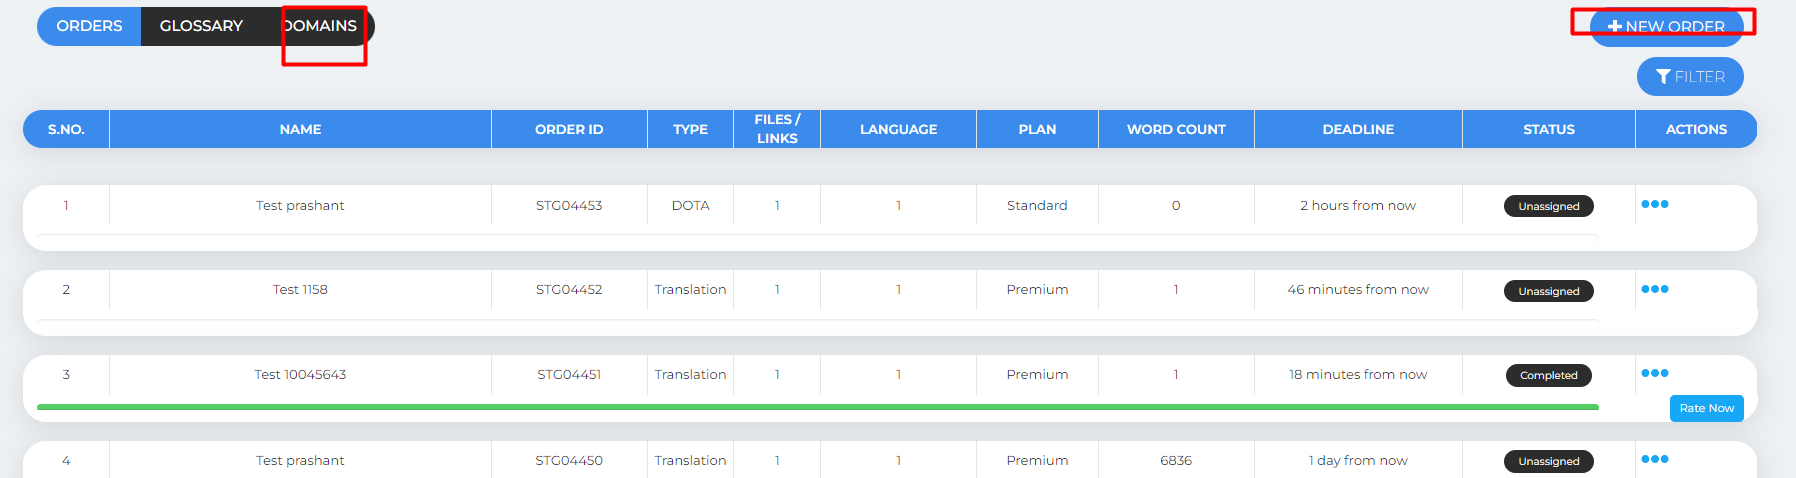 ORDERS GLOSSARY DOMAINS NEW ORDER
FILTER
S.NO. NAME ORDER ID TYPE FILES / LINKS LANGUAGE PLAN WORD COUNT DEADLINE STATUS ACTIONS
1 Test prashant STG04453 DOTA 1 1 Standard 0 2 hours from now Unassigned
2 Test 1158 STG04452 Translation 1 1 Premium 1 46 minutes from now Unassigned
3 Test 10045643 STG04451 Translation 1 1 Premium 1 18 minutes from now Completed
Rate Now
4 Test prashant STG04450 Translation 1 1 Premium 6836 1 day from now Unassigned